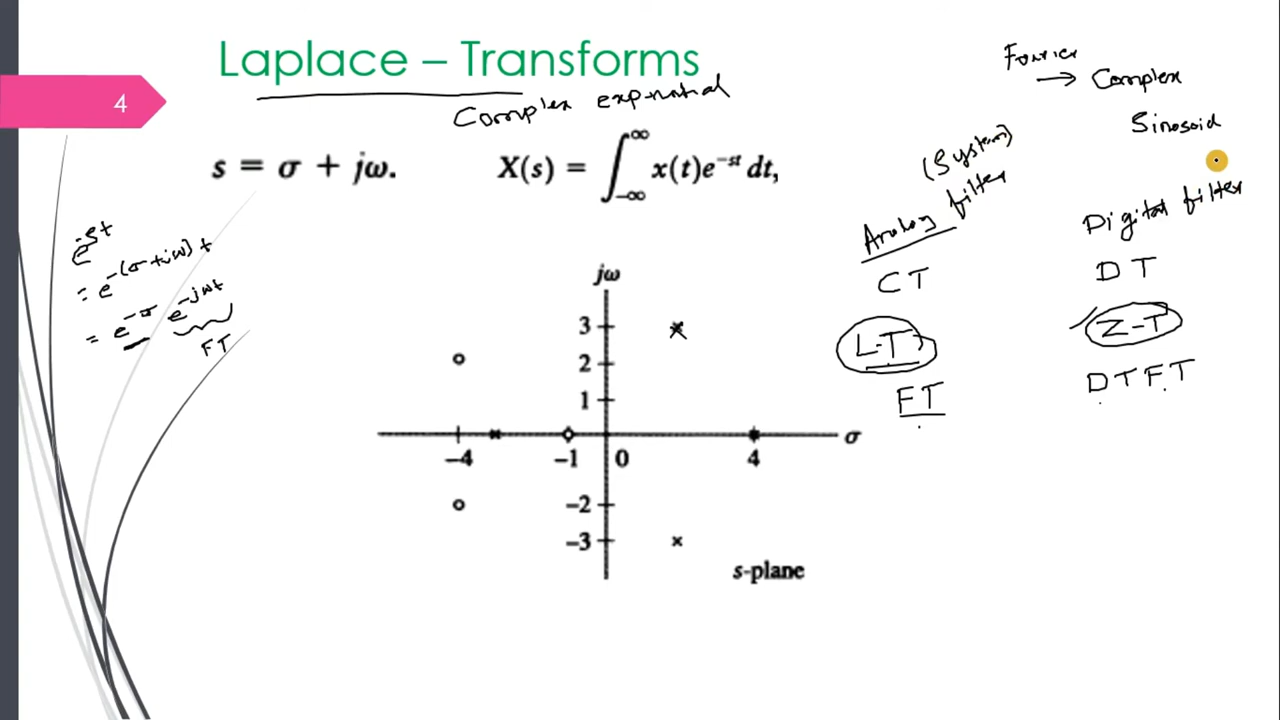 Laplace – Transforms
4
Complex exponential
Fourier
→ Complex
Sinosoid
s = σ + jω.
X(s) = ∫_{−∞}^{∞} x(t)e^{−st} dt,
(System)
Analog filter
Digital filter
CT
DT
L-T
Z-T
FT
DTFT
e^{-st}
= e^{-(σ+jω)t}
= e^{-σ} e^{-jωt}
FT
jω
3
2
1
−4
−1
0
4
σ
−2
−3
s-plane